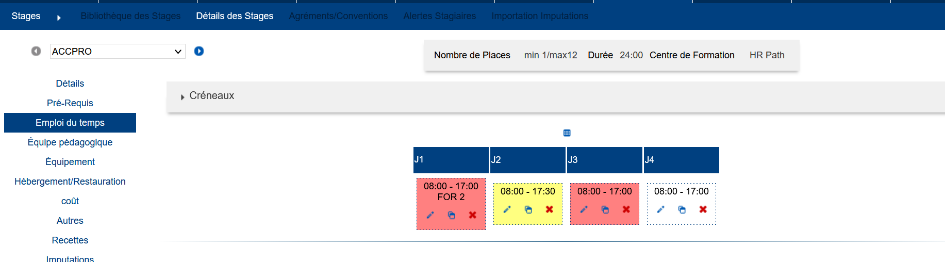 Stages Bibliothèque des Stages Détails des Stages Agréments/Conventions Alertes Stagiaires Importation Imputations
ACCPRO
Nombre de Places min 1/max12 Durée 24:00 Centre de Formation HR Path
Détails
Pré-Requis
Emploi du temps
Équipe pédagogique
Équipement
Hébergement/Restauration
coût
Autres
Recettes
Imputations
Créneaux
J1 J2 J3 J4
08:00 - 17:00 08:00 - 17:30 08:00 - 17:00 08:00 - 17:00
FOR 2